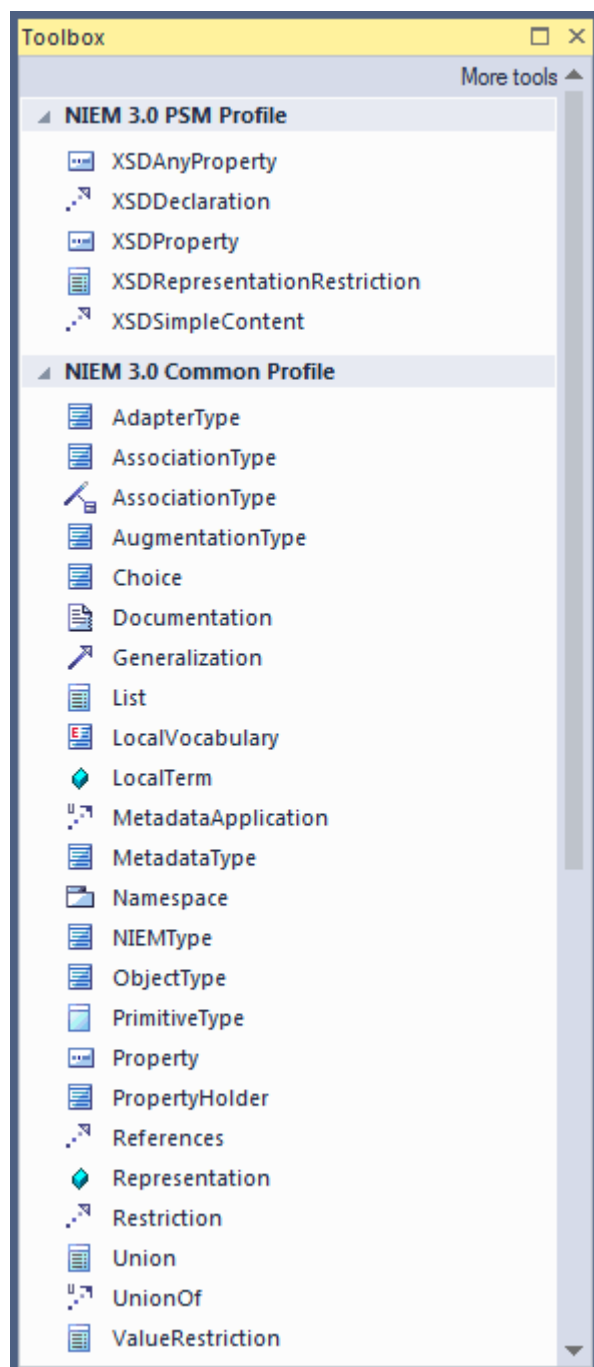 Toolbox
More tools
NIEM 3.0 PSM Profile
XSDAnyProperty
XSDDeclaration
XSDProperty
XSDRepresentationRestriction
XSDSimpleContent
NIEM 3.0 Common Profile
AdapterType
AssociationType
AssociationType
AugmentationType
Choice
Documentation
Generalization
List
LocalVocabulary
LocalTerm
MetadataApplication
MetadataType
Namespace
NIEMType
ObjectType
PrimitiveType
Property
PropertyHolder
References
Representation
Restriction
Union
UnionOf
ValueRestriction